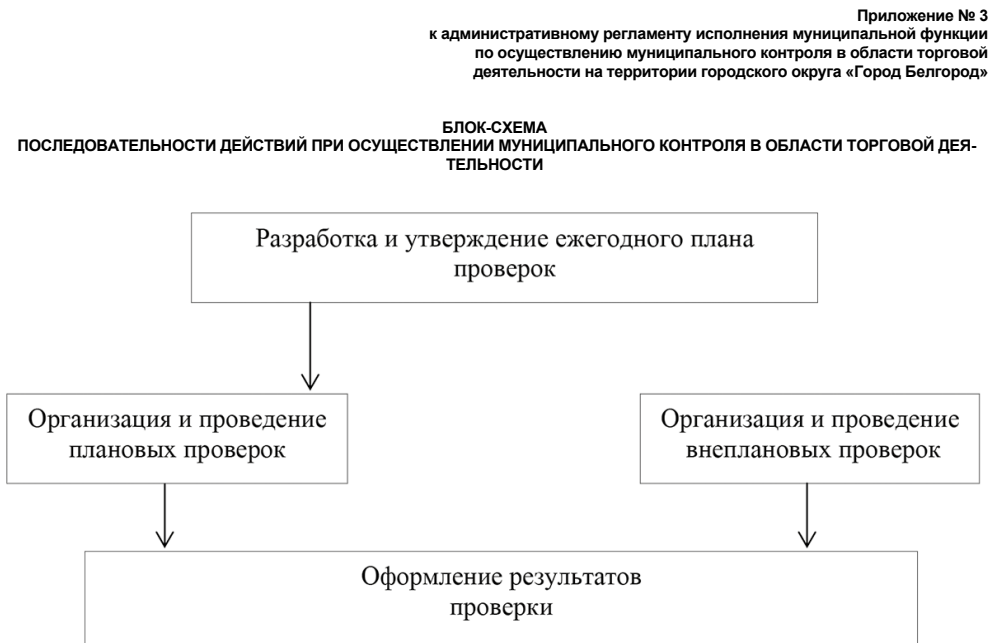 Приложение № 3
к административному регламенту исполнения муниципальной функции
по осуществлению муниципального контроля в области торговой
деятельности на территории городского округа «Город Белгород»
БЛОК-СХЕМА
ПОСЛЕДОВАТЕЛЬНОСТИ ДЕЙСТВИЙ ПРИ ОСУЩЕСТВЛЕНИИ МУНИЦИПАЛЬНОГО КОНТРОЛЯ В ОБЛАСТИ ТОРГОВОЙ ДЕЯ-
ТЕЛЬНОСТИ
Разработка и утверждение ежегодного плана
проверок
Организация и проведение
плановых проверок
Организация и проведение
внеплановых проверок
Оформление результатов
проверки